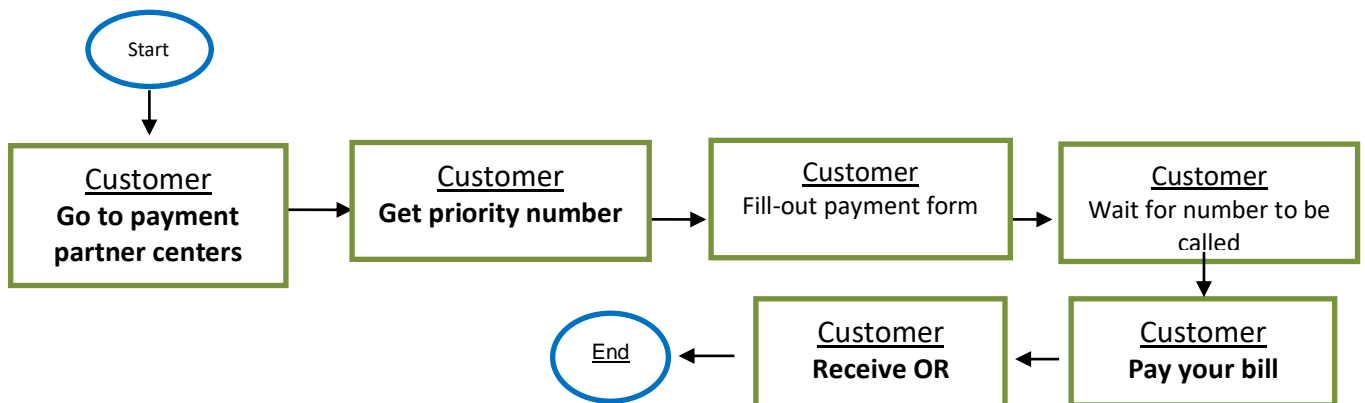 Start
Customer
Go to payment
partner centers
Customer
Get priority number
Customer
Fill-out payment form
Customer
Wait for number to be
called
Customer
Pay your bill
Customer
Receive OR
End